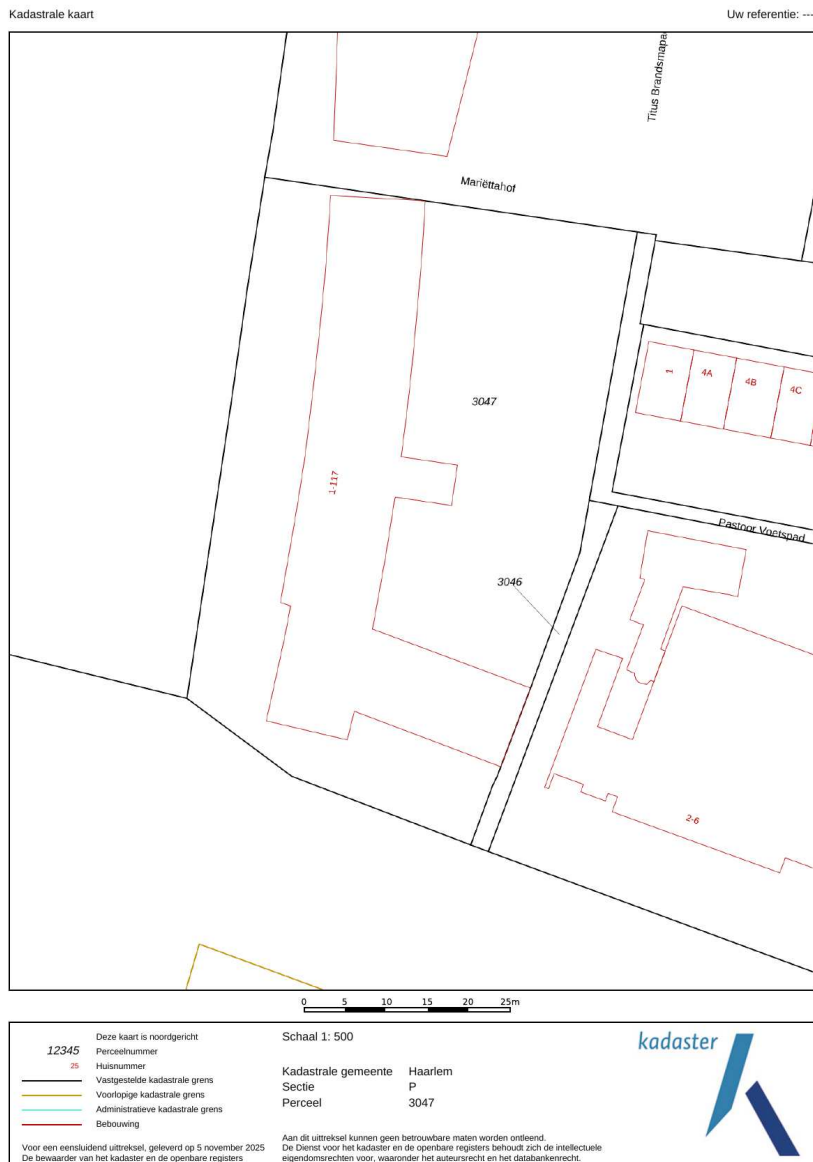 Kadastrale kaart
Uw referentie: ---
Titus Brandsmapa
Mariëttahof
3047
1-117
3046
1
4A
4B
4C
Pastoor Voetspad
2-6
0 5 10 15 20 25m
Deze kaart is noordgericht
12345 Perceelnummer
25 Huisnummer
Vastgestelde kadastrale grens
Voorlopige kadastrale grens
Administratieve kadastrale grens
Bebouwing
Voor een eensluidend uittreksel, geleverd op 5 november 2025
De bewaarder van het kadaster en de openbare registers
Schaal 1: 500
Kadastrale gemeente Haarlem
Sectie P
Perceel 3047
Aan dit uittreksel kunnen geen betrouwbare maten worden ontleend.
De Dienst voor het kadaster en de openbare registers behoudt zich de intellectuele
eigendomsrechten voor, waaronder het auteursrecht en het databankenrecht.
kadaster